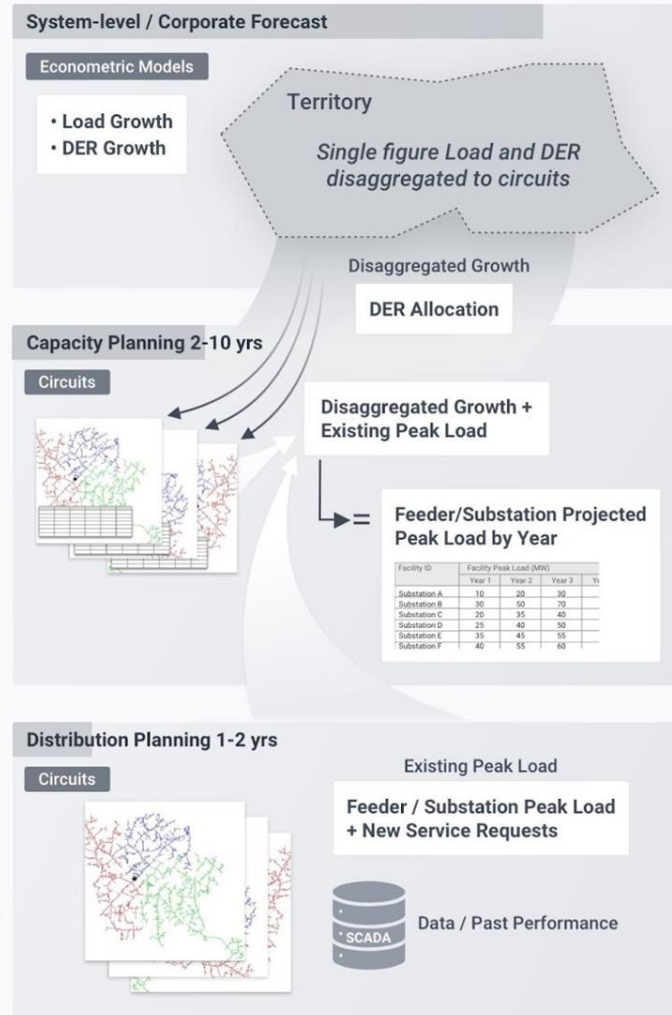 System-level / Corporate Forecast
Econometric Models
• Load Growth
• DER Growth
Territory
Single figure Load and DER
disaggregated to circuits
Disaggregated Growth
DER Allocation
Capacity Planning 2-10 yrs
Circuits
Disaggregated Growth +
Existing Peak Load
=
Feeder/Substation Projected
Peak Load by Year
Facility ID Facility Peak Load (MW)
Year 1 Year 2 Year 3 Ye
Substation A 10 20 30
Substation B 30 50 70
Substation C 20 35 40
Substation D 25 40 50
Substation E 35 45 55
Substation F 40 55 60
Distribution Planning 1-2 yrs
Circuits
Existing Peak Load
Feeder / Substation Peak Load
+ New Service Requests
SCADA
Data / Past Performance